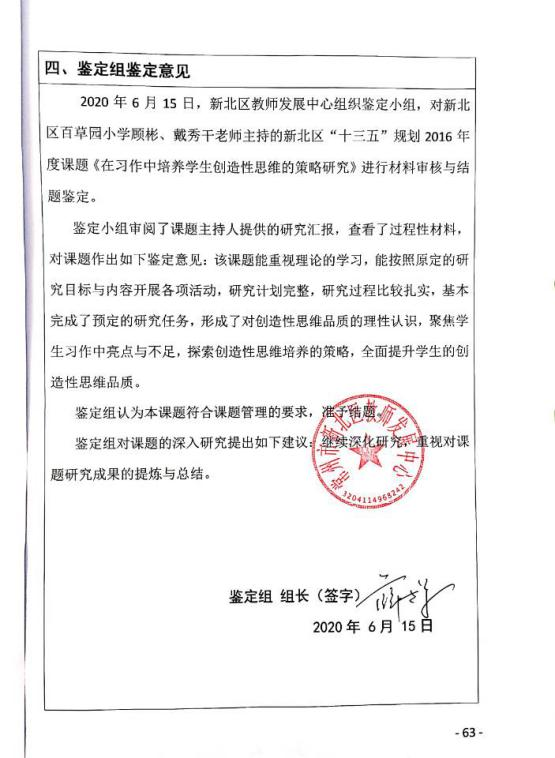 四、鉴定组鉴定意见
2020 年 6 月 15 日，新北区教师发展中心组织鉴定小组，对新北
区百草园小学顾彬、戴秀干老师主持的新北区“十三五”规划 2016 年
度课题《在习作中培养学生创造性思维的策略研究》进行材料审核与结
题鉴定。
鉴定小组审阅了课题主持人提供的研究汇报，查看了过程性材料，
对课题作出如下鉴定意见：该课题能重视理论的学习，能按照原定的研
究目标与内容开展各项活动，研究计划完整，研究过程比较扎实，基本
完成了预定的研究任务，形成了对创造性思维品质的理性认识，聚焦学
生习作中亮点与不足，探索创造性思维培养的策略，全面提升学生的创
造性思维品质。
鉴定组认为本课题符合课题管理的要求，准予结题。
鉴定组对课题的深入研究提出如下建议：继续深化研究，重视对课
题研究成果的提炼与总结。
常州市新北区教师发展中心
3204114968242
鉴定组 组长（签字）
2020 年 6 月 15 日
- 63 -